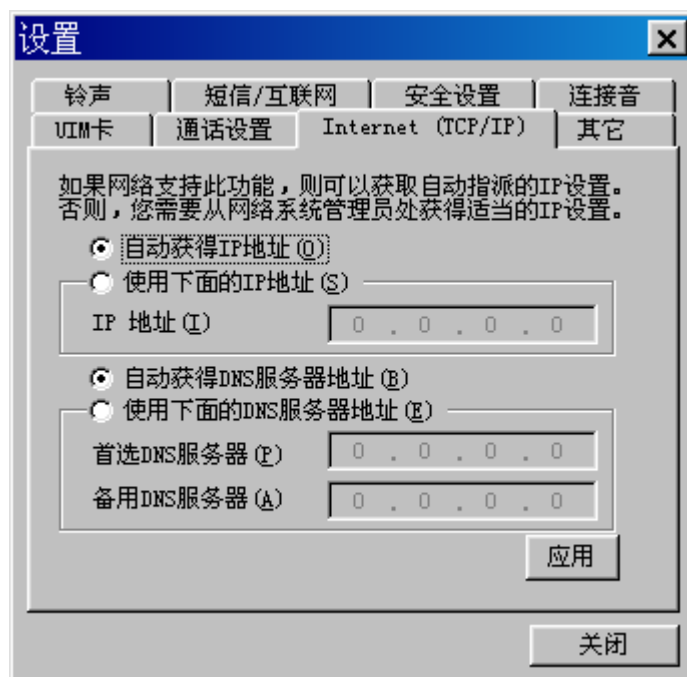 设置
铃声 短信/互联网 安全设置 连接音
UIM卡 通话设置 Internet (TCP/IP) 其它
如果网络支持此功能，则可以获取自动指派的IP设置。
否则，您需要从网络系统管理员处获得适当的IP设置。
自动获得IP地址(O)
使用下面的IP地址(S)
IP 地址(I) 0 . 0 . 0 . 0
自动获得DNS服务器地址(B)
使用下面的DNS服务器地址(E)
首选DNS服务器(P) 0 . 0 . 0 . 0
备用DNS服务器(A) 0 . 0 . 0 . 0
应用
关闭